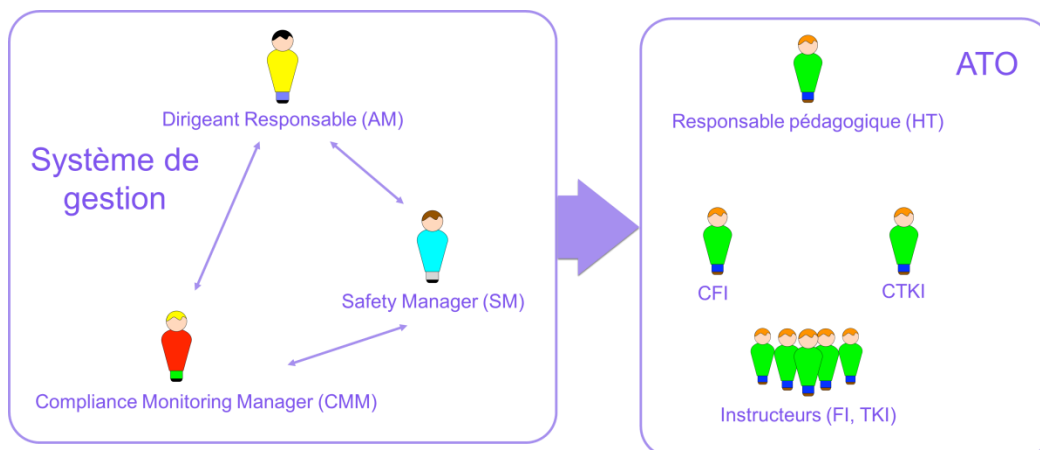 Dirigeant Responsable (AM)
Système de
gestion
Safety Manager (SM)
Compliance Monitoring Manager (CMM)
ATO
Responsable pédagogique (HT)
CFI
CTKI
Instructeurs (FI, TKI)